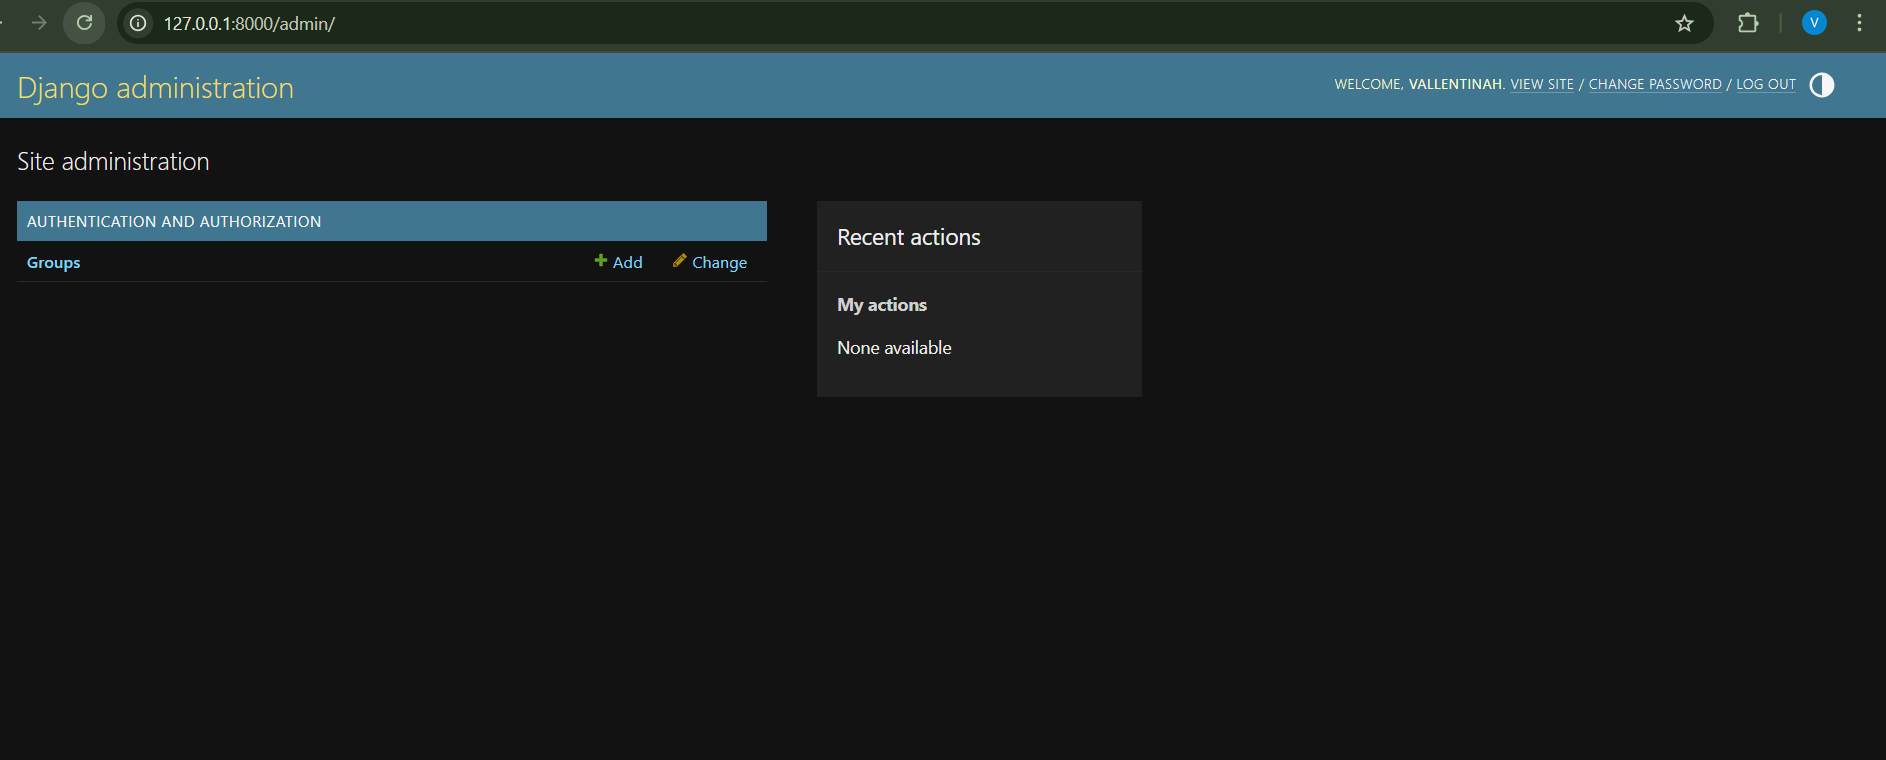 127.0.0.1:8000/admin/
Django administration
WELCOME, VALLENTINAH. VIEW SITE / CHANGE PASSWORD / LOG OUT
Site administration
AUTHENTICATION AND AUTHORIZATION
Groups Add Change
Recent actions
My actions
None available
V